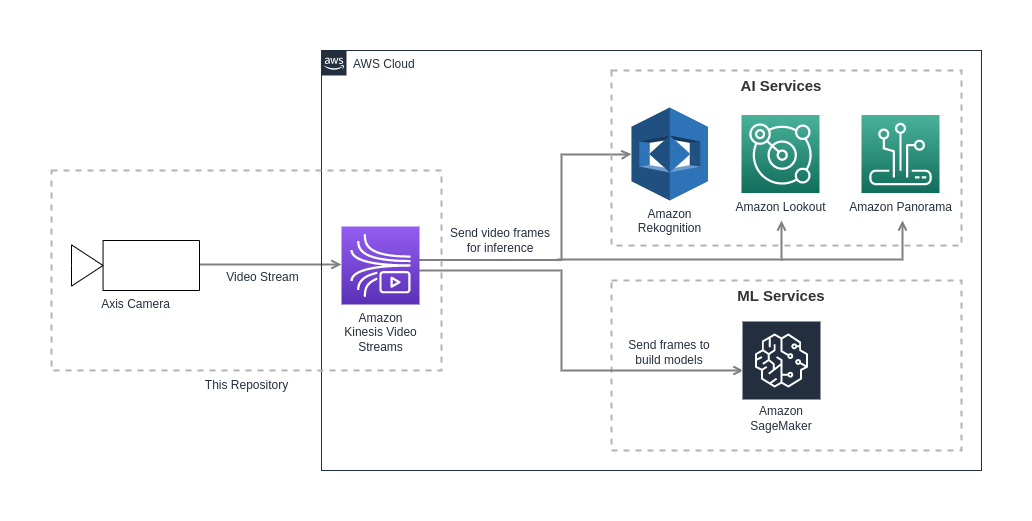 aws
AWS Cloud
AI Services
Amazon
Rekognition
Amazon Lookout
Amazon Panorama
Send video frames
for inference
Video Stream
Axis Camera
Amazon
Kinesis Video
Streams
This Repository
ML Services
Send frames to
build models
Amazon
SageMaker